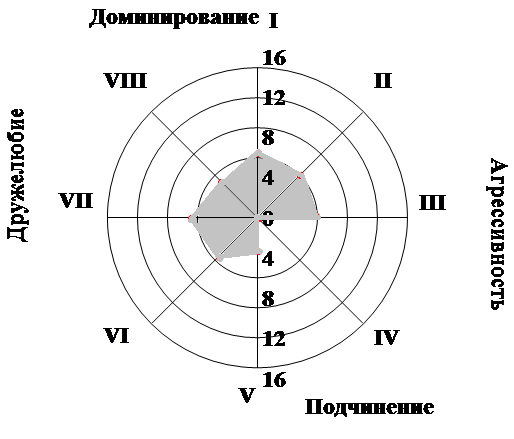 Доминирование I
16
VIII
II
12
8
Дружелюбие
4
VII
0
III
Агрессивность
4
8
VI
IV
12
16
V
Подчинение